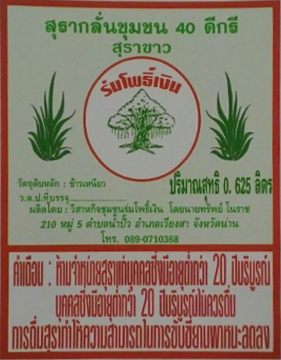 สุรากลั่นชุมชน 40 ดีกรี
สุราขาว
ร่มโพธิ์เงิน
วัตถุดิบหลัก : ข้าวเหนียว
ปริมาณสุทธิ 0.625 ลิตร
ว.ด.ป.ที่บรรจุ
ผลิตโดย : วิสาหกิจชุมชนร่มโพธิ์เงิน โดยนายทรัพย์ โนราช
210 หมู่ 5 ตำบลน้ำปั้ว อำเภอเวียงสา จังหวัดน่าน
โทร. 089-0710368
คำเตือน : ห้ามจำหน่ายสุราแก่บุคคลซึ่งมีอายุต่ำกว่า 20 ปีบริบูรณ์
บุคคลซึ่งมีอายุต่ำกว่า 20 ปีบริบูรณ์ไม่ควรดื่ม
การดื่มสุราทำให้ความสามารถในการขับขี่ยานพาหนะลดลง